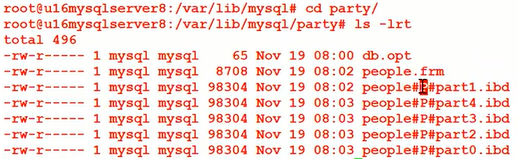 root@u16mysqlserver8:/var/lib/mysql# cd party/
root@u16mysqlserver8:/var/lib/mysql/party# ls -lrt
total 496
-rw-r----- 1 mysql mysql 65 Nov 19 08:00 db.opt
-rw-r----- 1 mysql mysql 8708 Nov 19 08:02 people.frm
-rw-r----- 1 mysql mysql 98304 Nov 19 08:02 people#P#part1.ibd
-rw-r----- 1 mysql mysql 98304 Nov 19 08:03 people#P#part4.ibd
-rw-r----- 1 mysql mysql 98304 Nov 19 08:03 people#P#part3.ibd
-rw-r----- 1 mysql mysql 98304 Nov 19 08:03 people#P#part2.ibd
-rw-r----- 1 mysql mysql 98304 Nov 19 08:03 people#P#part0.ibd